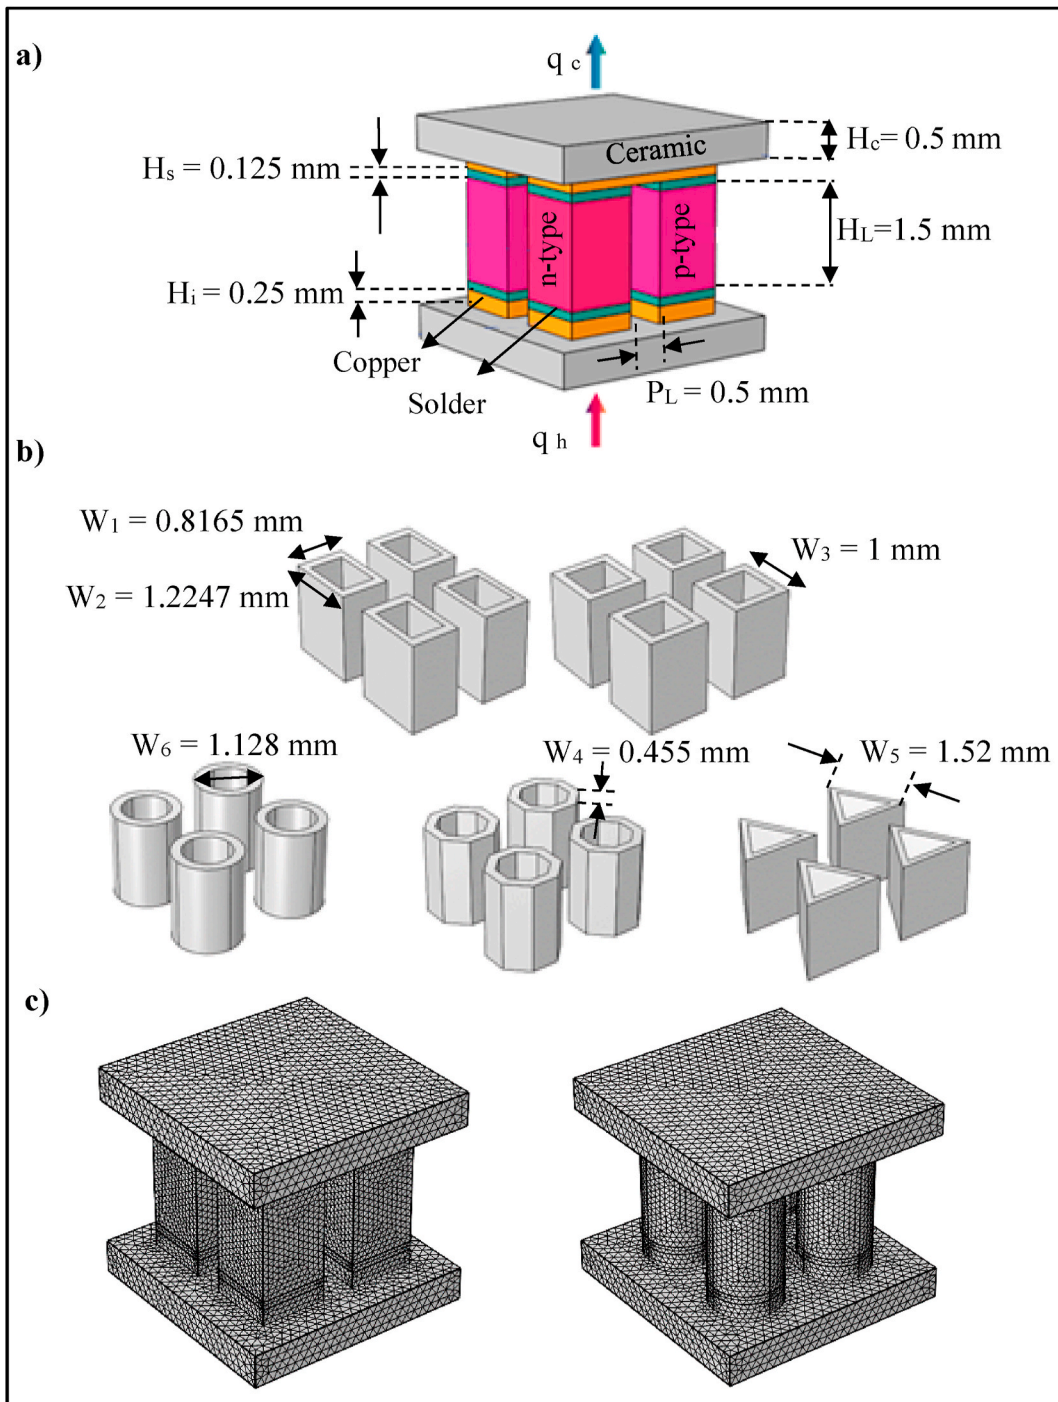 a)
q c
Ceramic
Hc= 0.5 mm
Hs = 0.125 mm
n-type
p-type
HL=1.5 mm
Hi = 0.25 mm
Copper
Solder
PL = 0.5 mm
q h
b)
W1 = 0.8165 mm
W3 = 1 mm
W2 = 1.2247 mm
W6 = 1.128 mm
W4 = 0.455 mm
W5 = 1.52 mm
c)